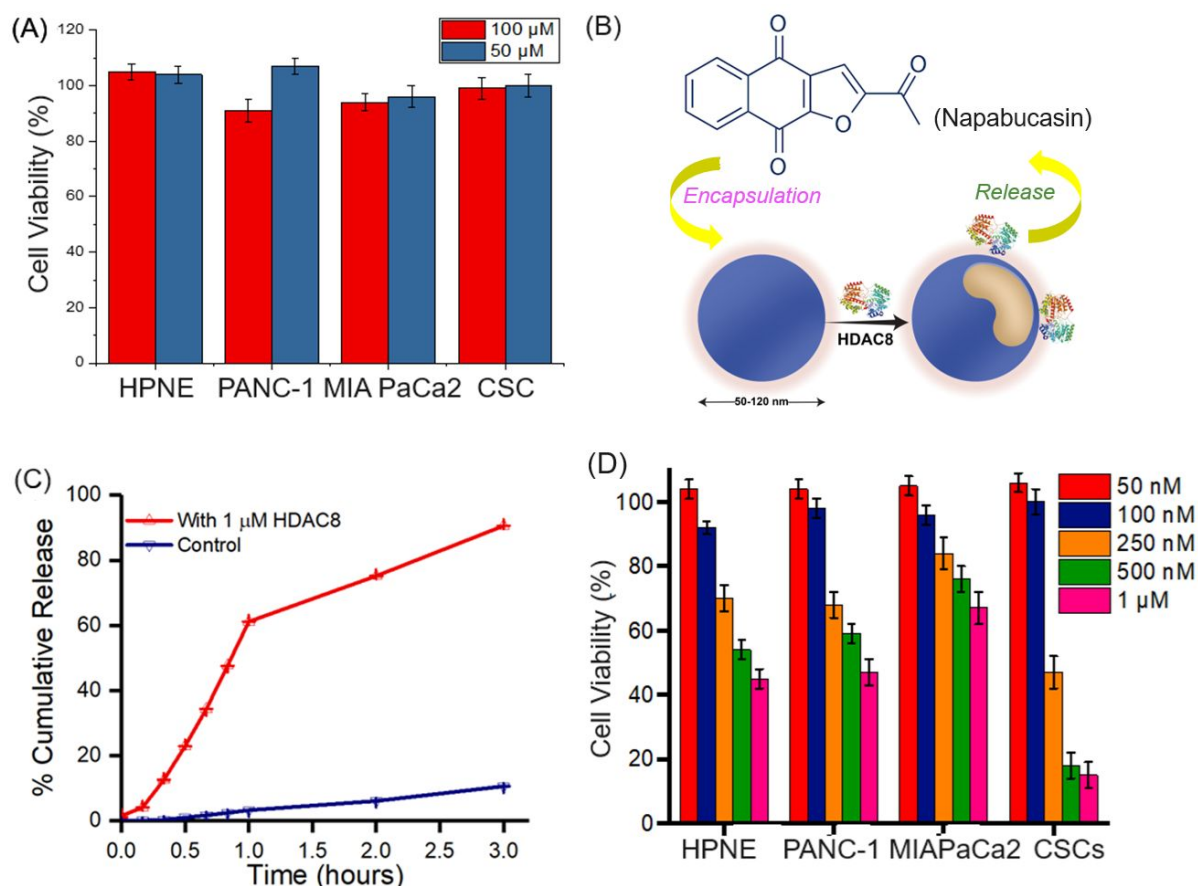 (A)
Cell Viability (%)
120
100
80
60
40
20
0
100 µM
50 µM
HPNE PANC-1 MIA PaCa2 CSC
(B)
O
O
O
O
(Napabucasin)
Encapsulation
Release
HDAC8
50-120 nm
(C)
% Cumulative Release
100
80
60
40
20
0
With 1 µM HDAC8
Control
0.0 0.5 1.0 1.5 2.0 2.5 3.0
Time (hours)
(D)
Cell Viability (%)
100
80
60
40
20
0
50 nM
100 nM
250 nM
500 nM
1 µM
HPNE PANC-1 MIAPaCa2 CSCs